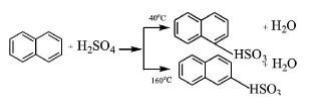 40°C
+ H₂O
+ H₂SO₄
HSO₃
+ H₂O
160°C
HSO₃